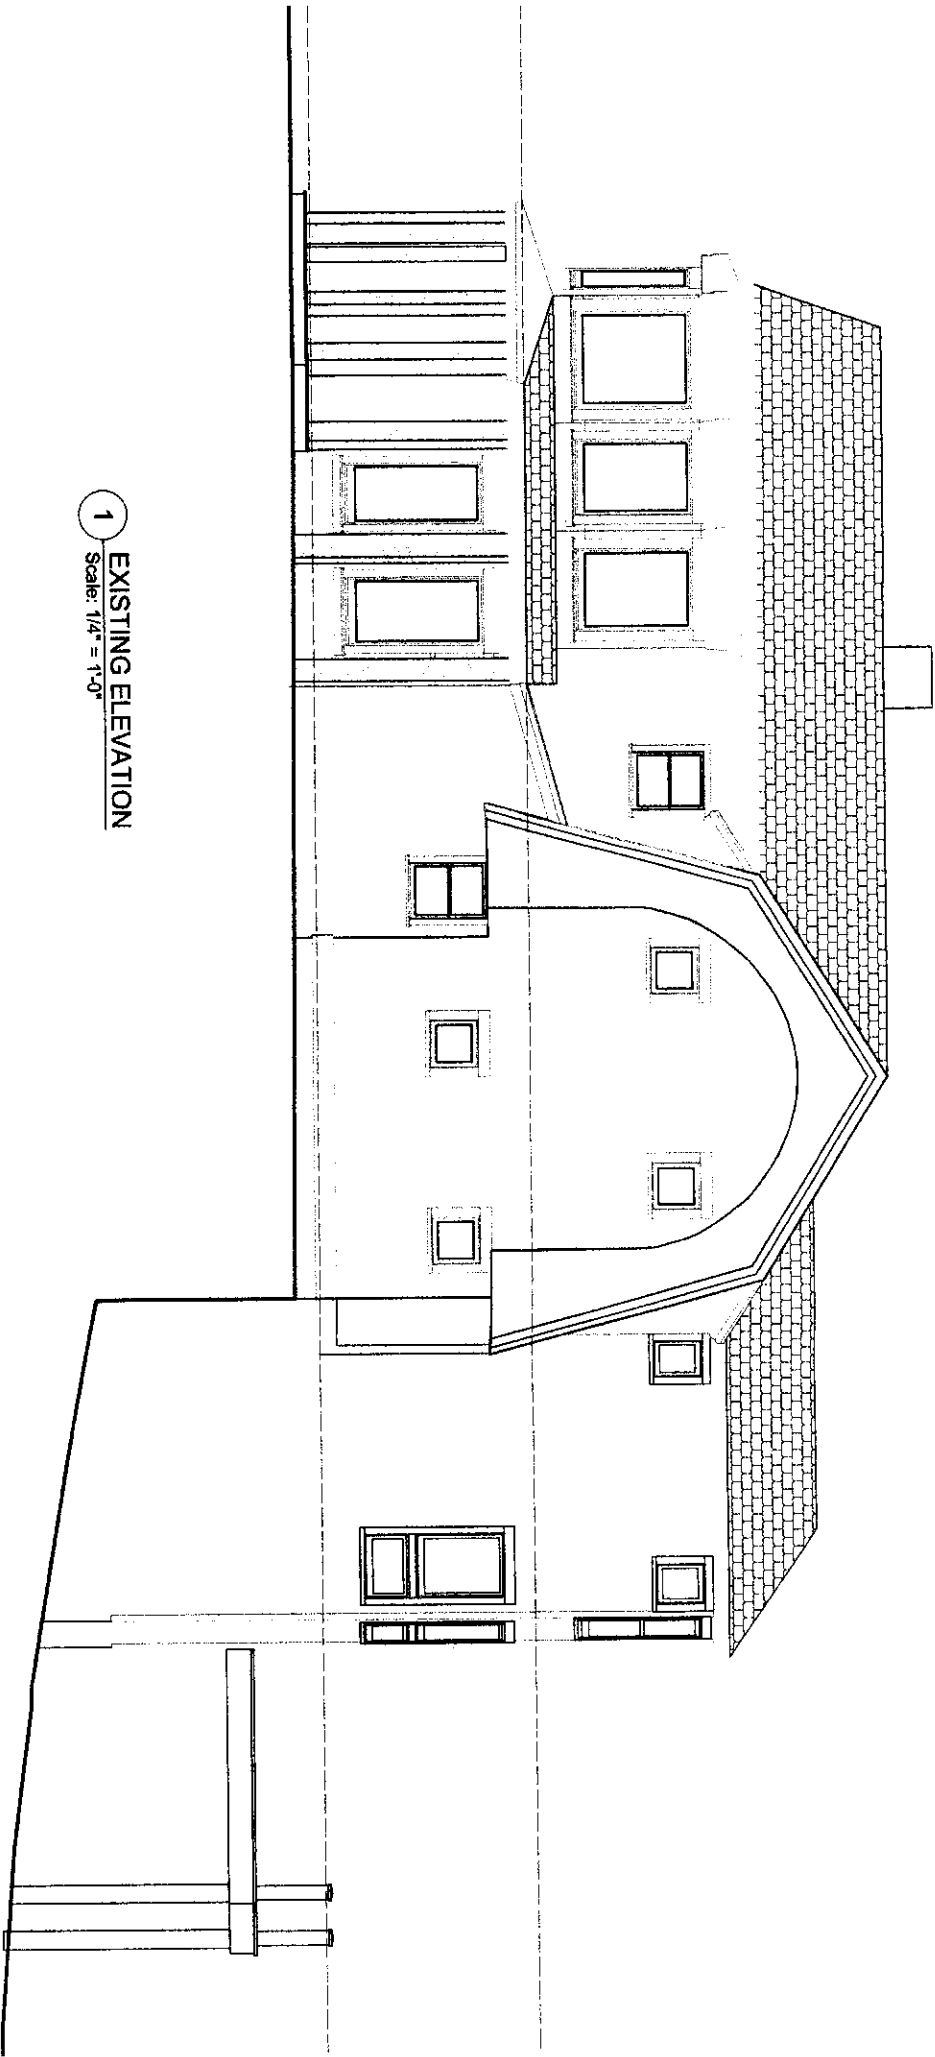 1
EXISTING ELEVATION
Scale: 1/4" = 1'-0"